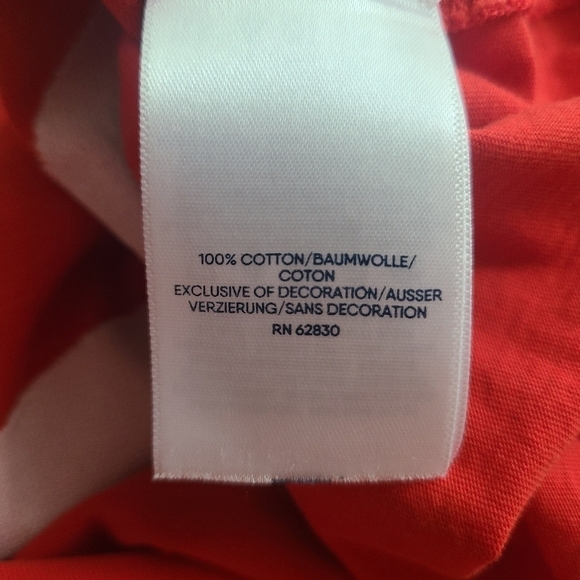 100% COTTON/BAUMWOLLE/
COTON
EXCLUSIVE OF DECORATION/AUSSER
VERZIERUNG/SANS DECORATION
RN 62830